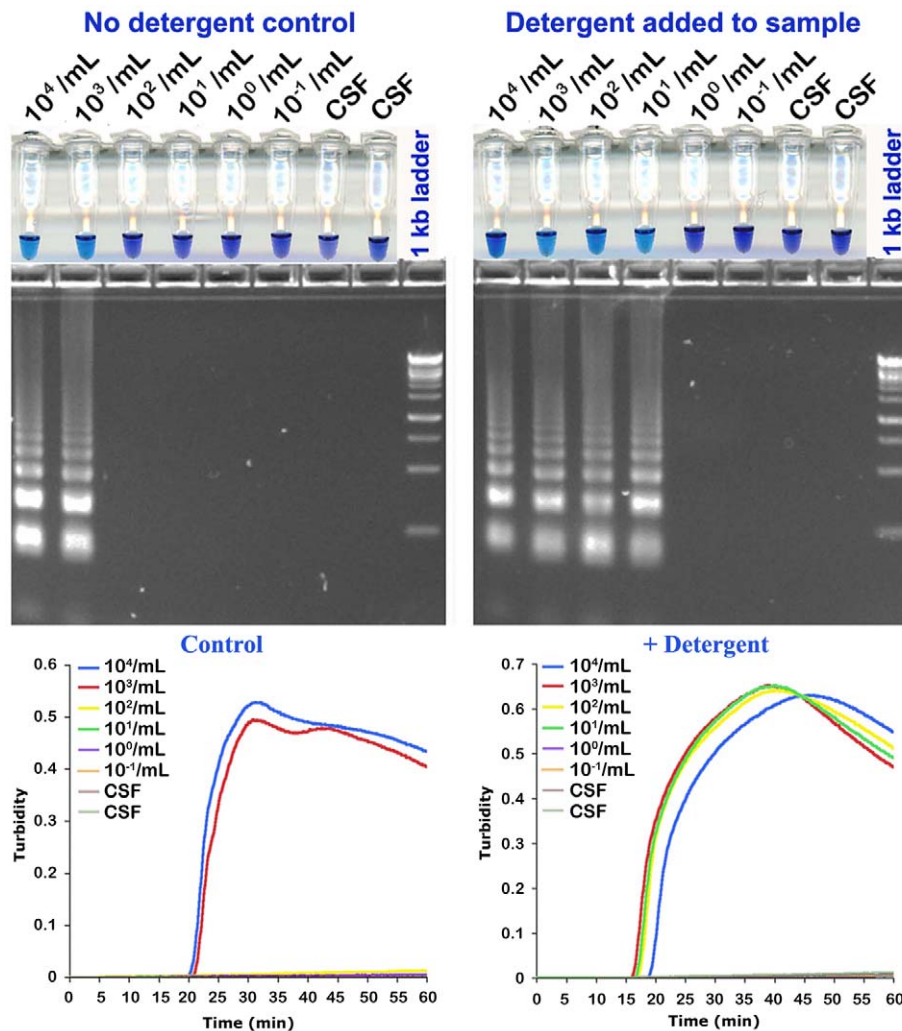 No detergent control
10⁴/mL
10³/mL
10²/mL
10¹/mL
10⁰/mL
10⁻¹/mL
CSF
CSF
1 kb ladder
Detergent added to sample
10⁴/mL
10³/mL
10²/mL
10¹/mL
10⁰/mL
10⁻¹/mL
CSF
CSF
1 kb ladder
Control
0.6
0.5
0.4
0.3
0.2
0.1
0
Turbidity
10⁴/mL
10³/mL
10²/mL
10¹/mL
10⁰/mL
10⁻¹/mL
CSF
CSF
0 5 10 15 20 25 30 35 40 45 50 55 60
Time (min)
+ Detergent
0.7
0.6
0.5
0.4
0.3
0.2
0.1
0
Turbidity
10⁴/mL
10³/mL
10²/mL
10¹/mL
10⁰/mL
10⁻¹/mL
CSF
CSF
0 5 10 15 20 25 30 35 40 45 50 55 60
Time (min)